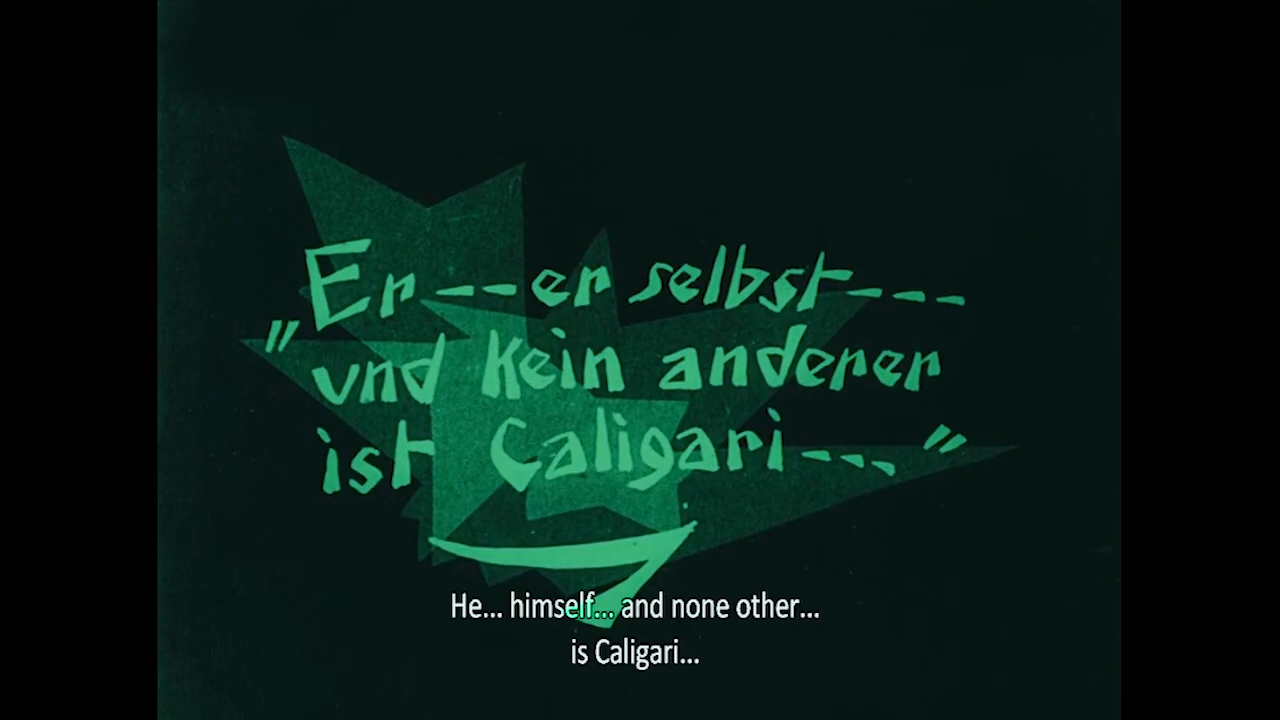 Er---er selbst---
"und Kein anderer
ist Caligari---"
He... himself... and none other...
is Caligari...